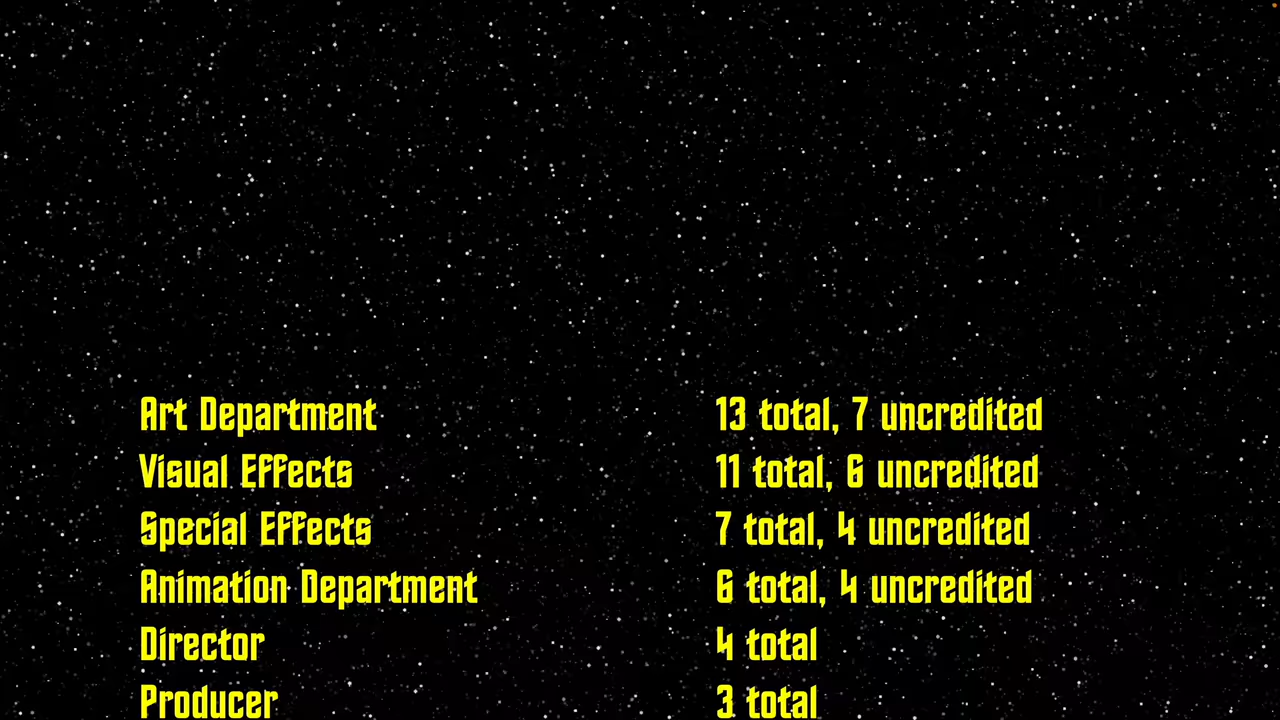 Art Department 13 total, 7 uncredited
Visual Effects 11 total, 6 uncredited
Special Effects 7 total, 4 uncredited
Animation Department 6 total, 4 uncredited
Director 4 total
Producer 3 total